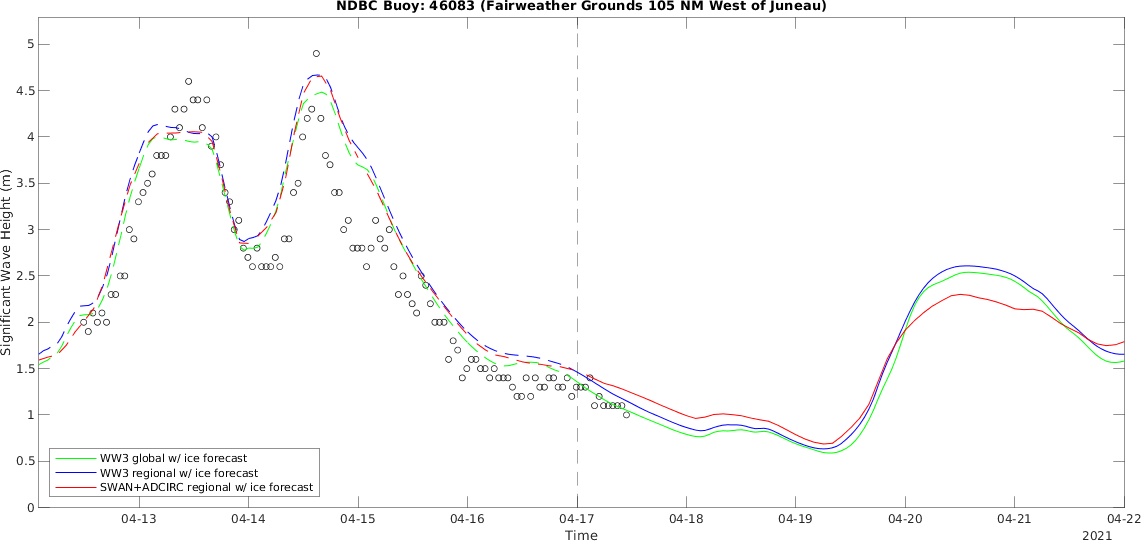 NDBC Buoy: 46083 (Fairweather Grounds 105 NM West of Juneau)
Significant Wave Height (m)
5
4.5
4
3.5
3
2.5
2
1.5
1
0.5
0
WW3 global w/ ice forecast
WW3 regional w/ ice forecast
SWAN+ADCIRC regional w/ ice forecast
04-13 04-14 04-15 04-16 04-17 04-18 04-19 04-20 04-21 04-22
Time
2021